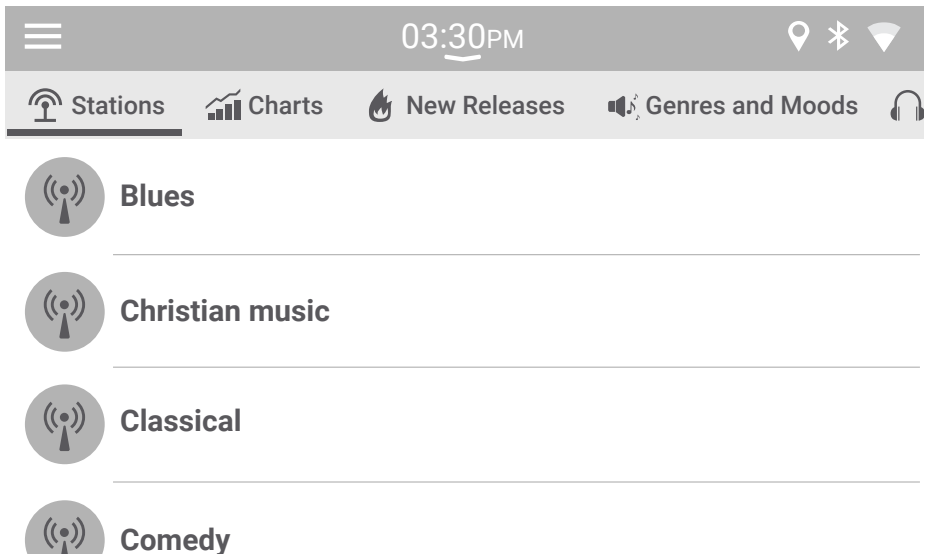 03:30PM
Stations Charts New Releases Genres and Moods
Blues
Christian music
Classical
Comedy